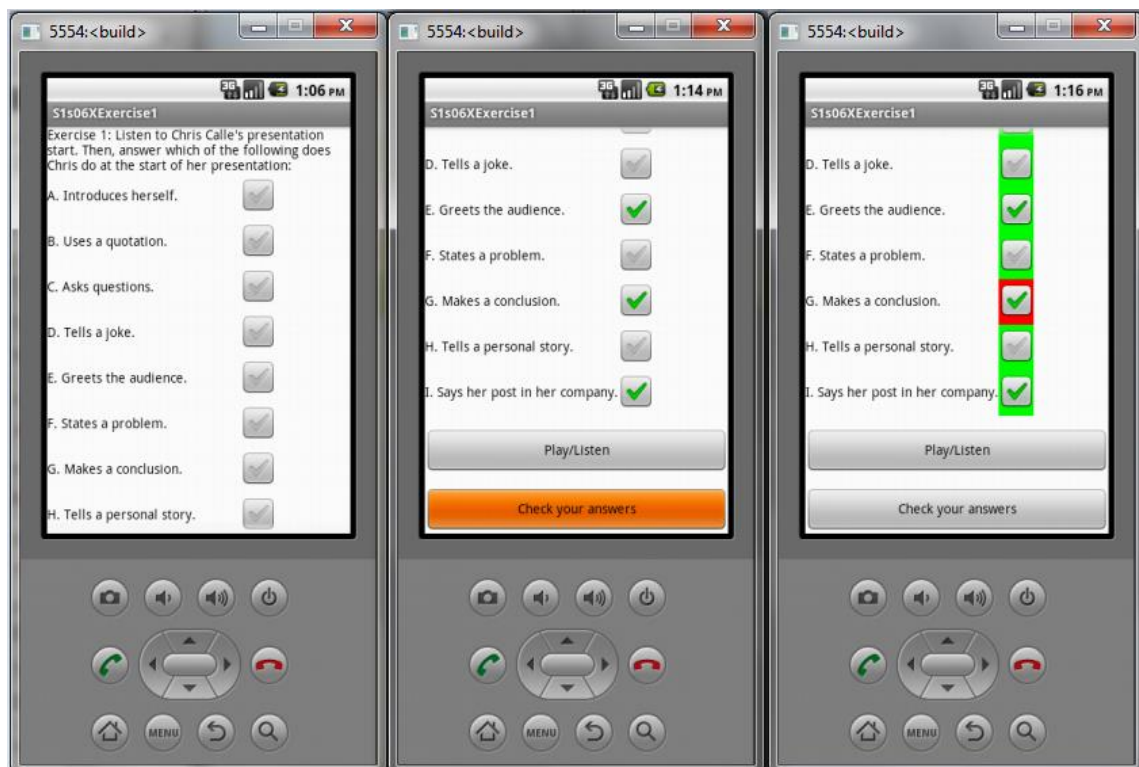 5554:<build>
3G 1:06 PM
S1s06XExercise1
Exercise 1: Listen to Chris Calle's presentation
start. Then, answer which of the following does
Chris do at the start of her presentation:
A. Introduces herself.
B. Uses a quotation.
C. Asks questions.
D. Tells a joke.
E. Greets the audience.
F. States a problem.
G. Makes a conclusion.
H. Tells a personal story.
MENU
5554:<build>
3G 1:14 PM
S1s06XExercise1
D. Tells a joke.
E. Greets the audience.
F. States a problem.
G. Makes a conclusion.
H. Tells a personal story.
I. Says her post in her company.
Play/Listen
Check your answers
MENU
5554:<build>
3G 1:16 PM
S1s06XExercise1
D. Tells a joke.
E. Greets the audience.
F. States a problem.
G. Makes a conclusion.
H. Tells a personal story.
I. Says her post in her company.
Play/Listen
Check your answers
MENU